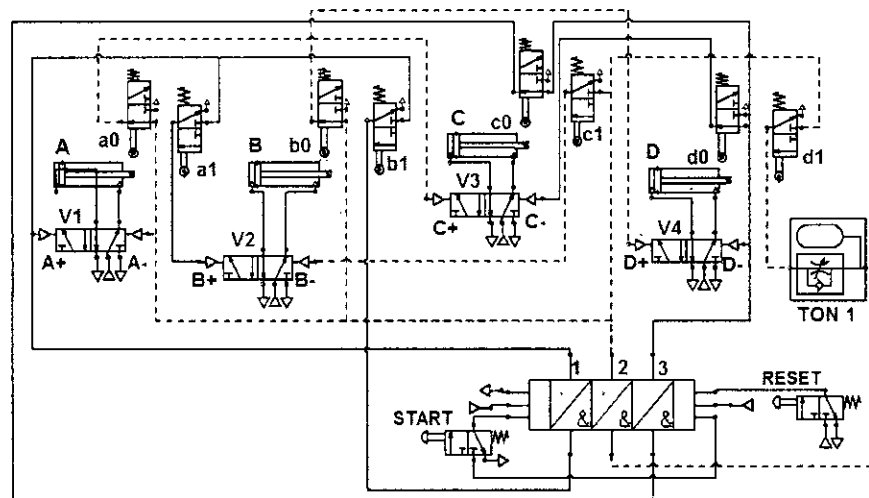 c0
a0
a1
b0
b1
c1
d0
d1
A
B
C
D
V1
V2
V3
V4
A+ A-
B+ B-
C+ C-
D+ D-
TON 1
1 2 3
& & &
START
RESET